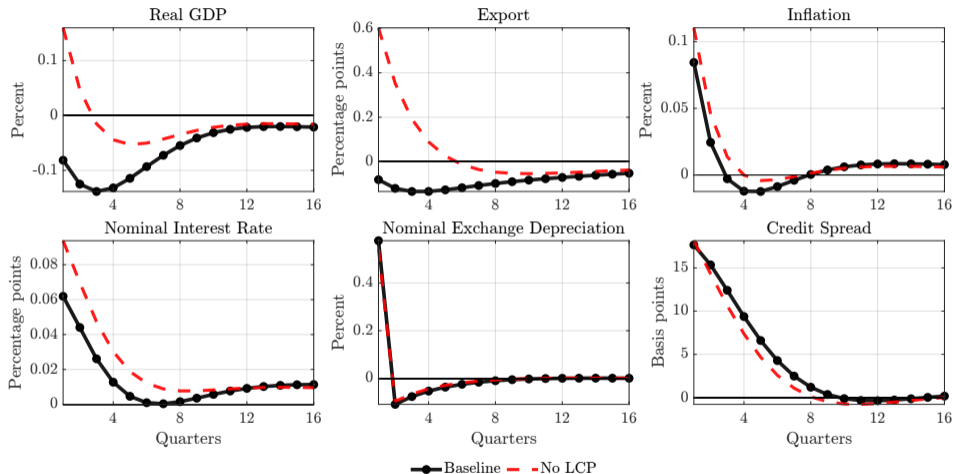 Real GDP
Percent
0.1
0
-0.1
4
8
12
16
Export
Percentage points
0.6
0.4
0.2
0
4
8
12
16
Inflation
Percent
0.1
0.05
0
4
8
12
16
Nominal Interest Rate
Percentage points
0.08
0.06
0.04
0.02
0
4
8
12
16
Quarters
Nominal Exchange Depreciation
Percent
0.4
0.2
0
4
8
12
16
Quarters
Credit Spread
Basis points
15
10
5
0
4
8
12
16
Quarters
Baseline
No LCP